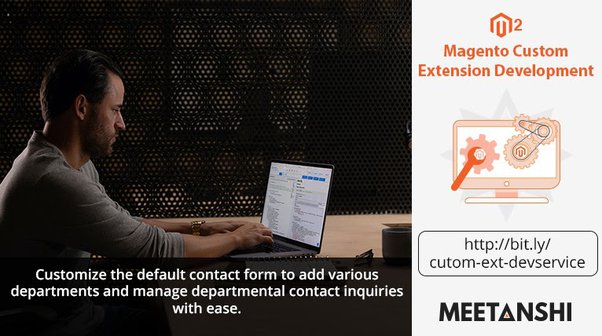 Customize the default contact form to add various
departments and manage departmental contact inquiries
with ease.
2
Magento Custom
Extension Development
http://bit.ly/
cutom-ext-devservice
MEETANSHI